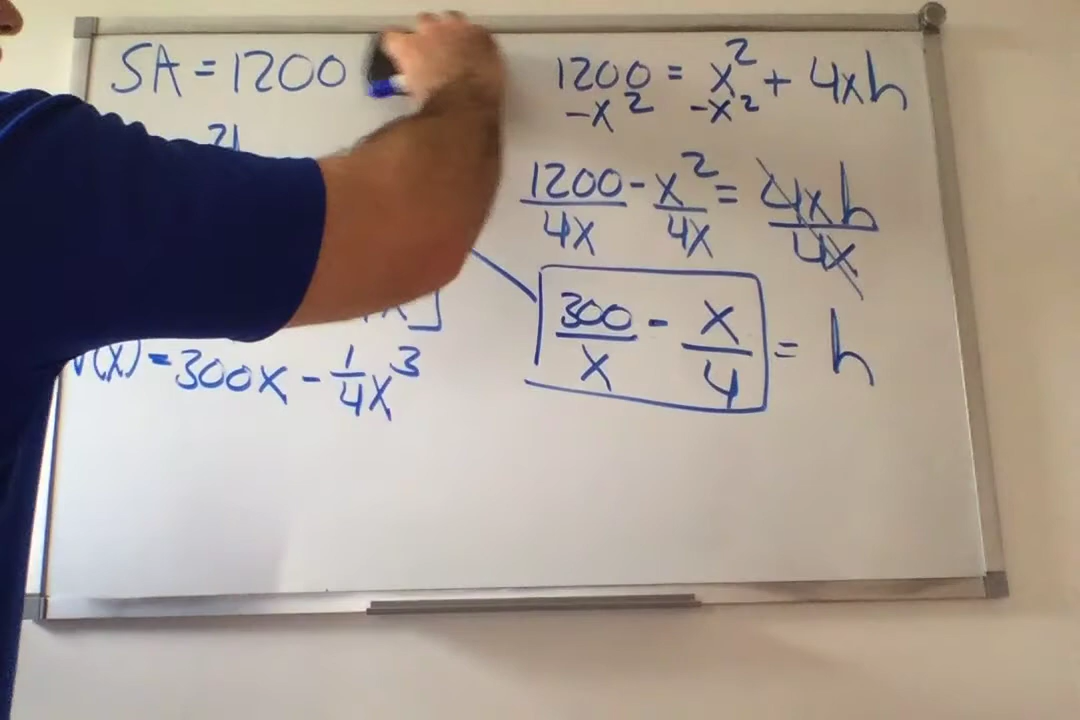 SA = 1200
V(x) = 300x - 1/4 x³
1200 = x² + 4xh
-x² -x²
1200/4x - x²/4x = 4xh/4x
300/x - x/4 = h